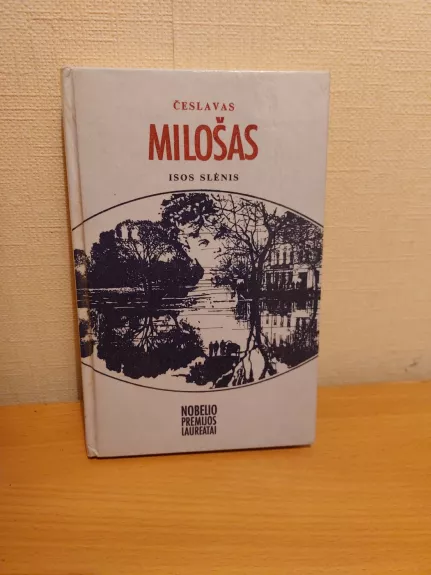 ČESLAVAS
MILOŠAS
ISOS SLĖNIS
NOBELIO
PREMIJOS
LAUREATAI